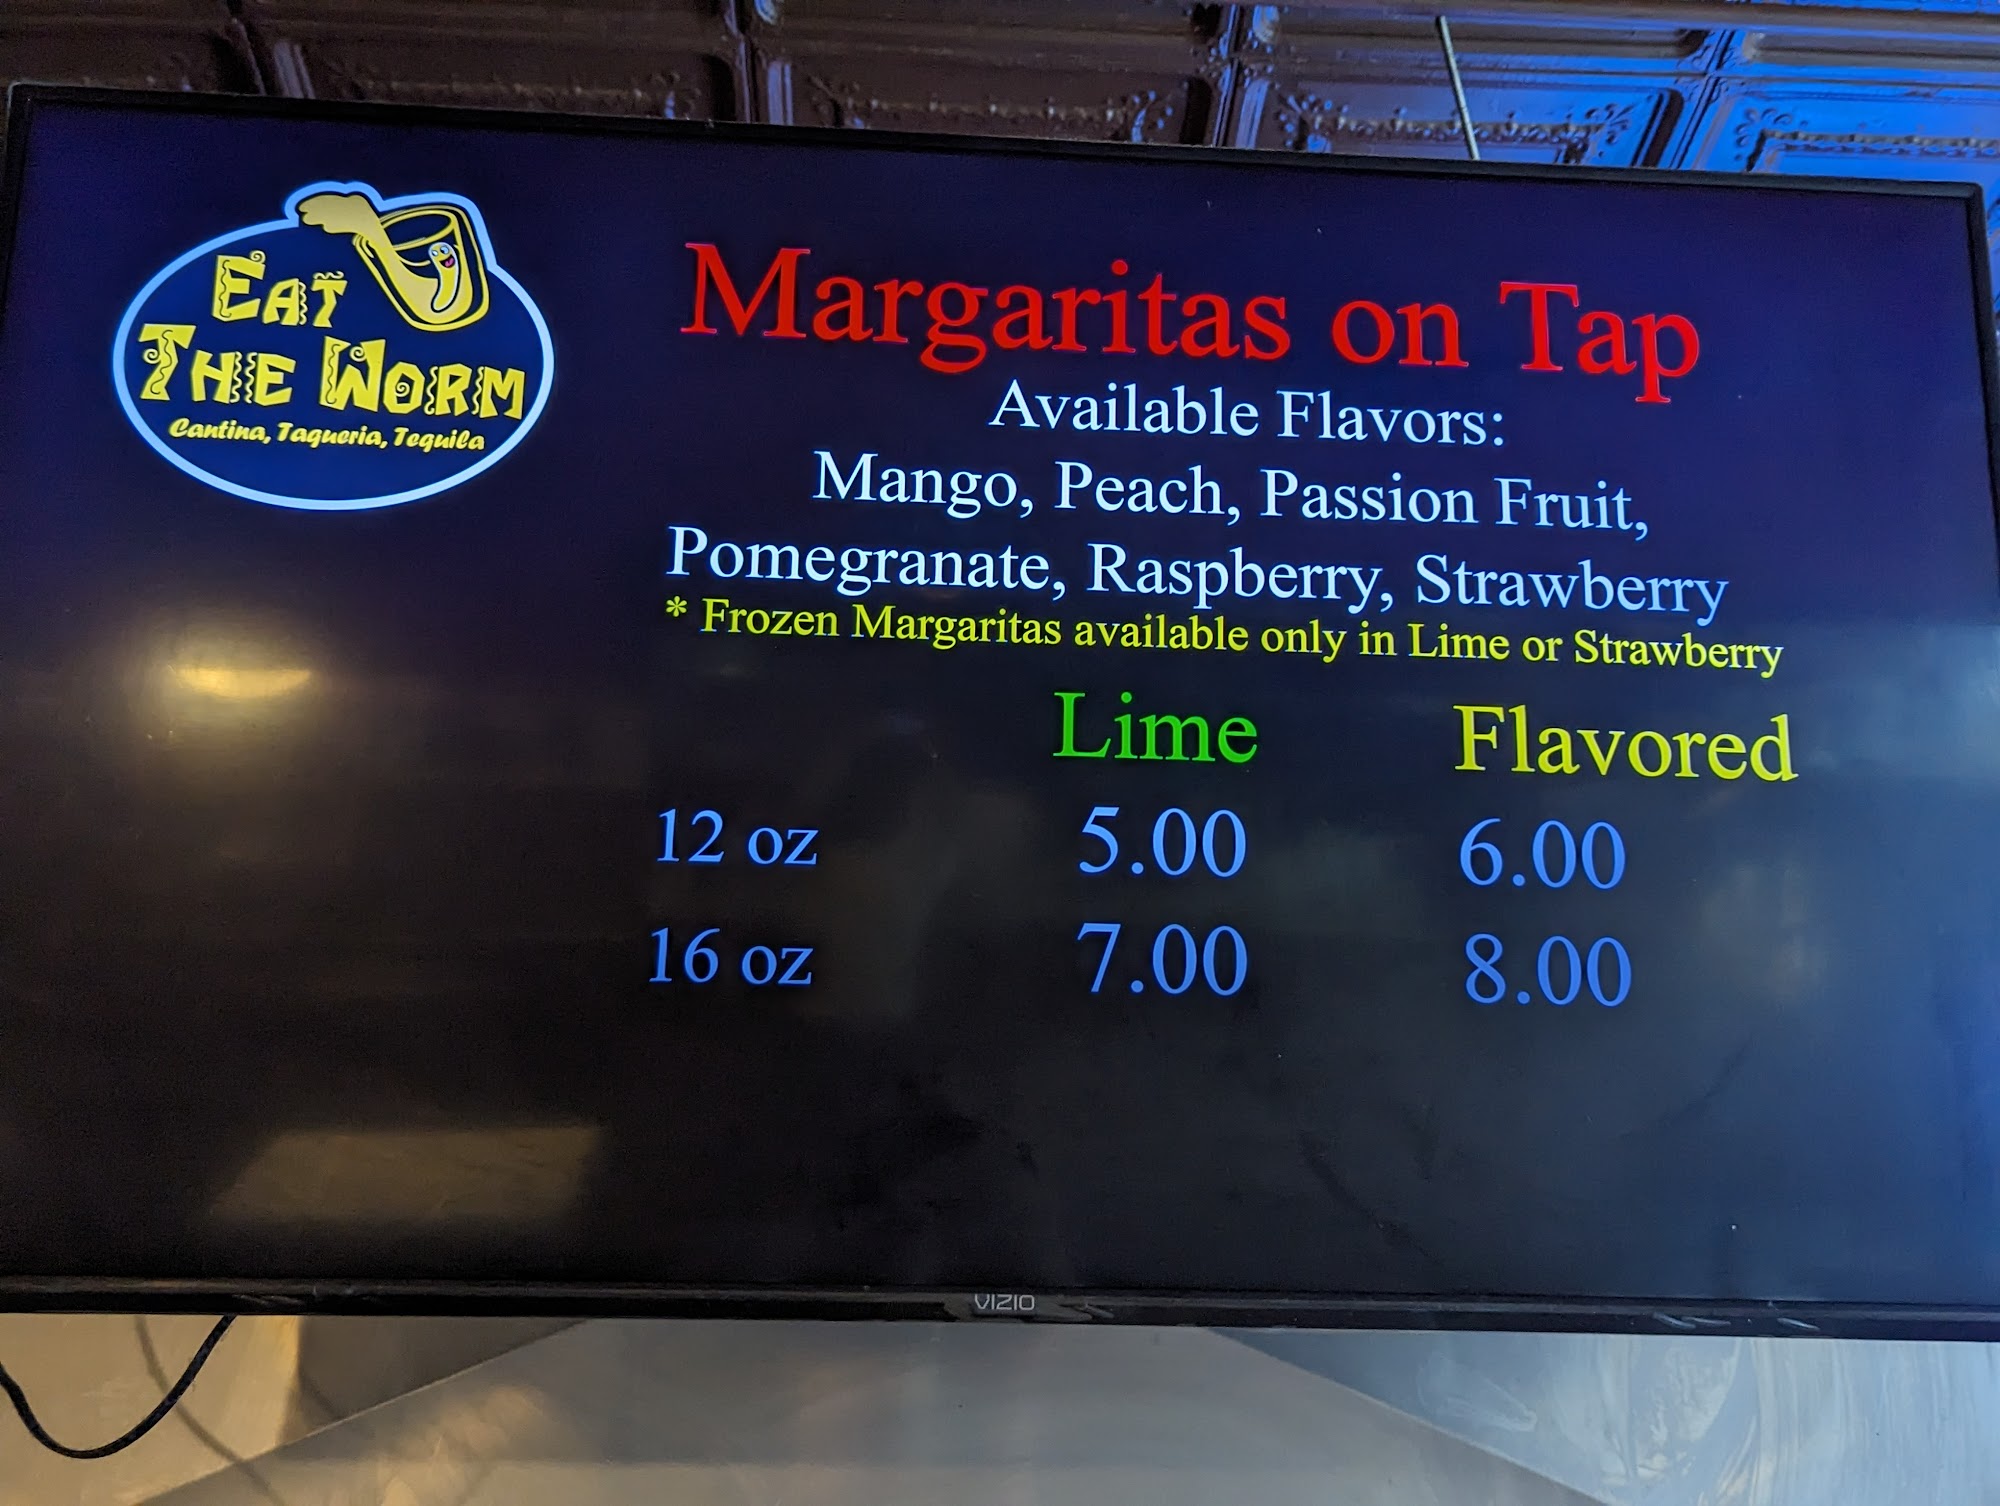 Eat
The Worm
Cantina, Taqueria, Tequila
Margaritas on Tap
Available Flavors:
Mango, Peach, Passion Fruit,
Pomegranate, Raspberry, Strawberry
* Frozen Margaritas available only in Lime or Strawberry
Lime Flavored
12 oz 5.00 6.00
16 oz 7.00 8.00
VIZIO